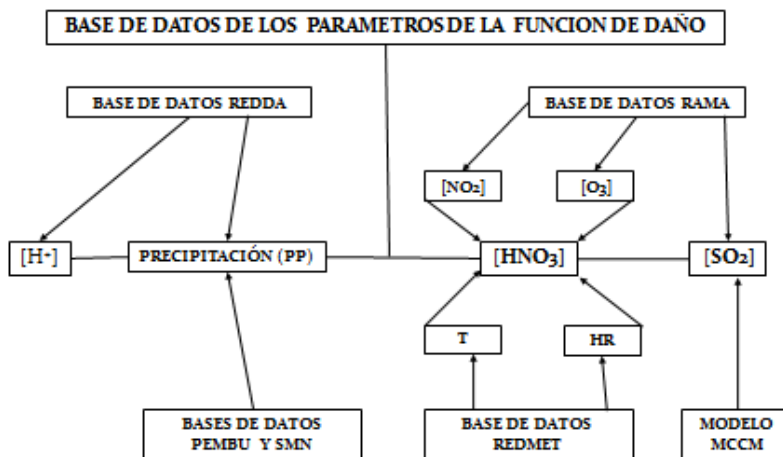 BASE DE DATOS DE LOS PARAMETROS DE LA FUNCION DE DAÑO
BASE DE DATOS REDDA
BASE DE DATOS RAMA
[NO2]
[O3]
[H+]
PRECIPITACIÓN (PP)
[HNO3]
[SO2]
T
HR
BASES DE DATOS
PEMBU Y SMN
BASE DE DATOS
REDMET
MODELO
MCCM